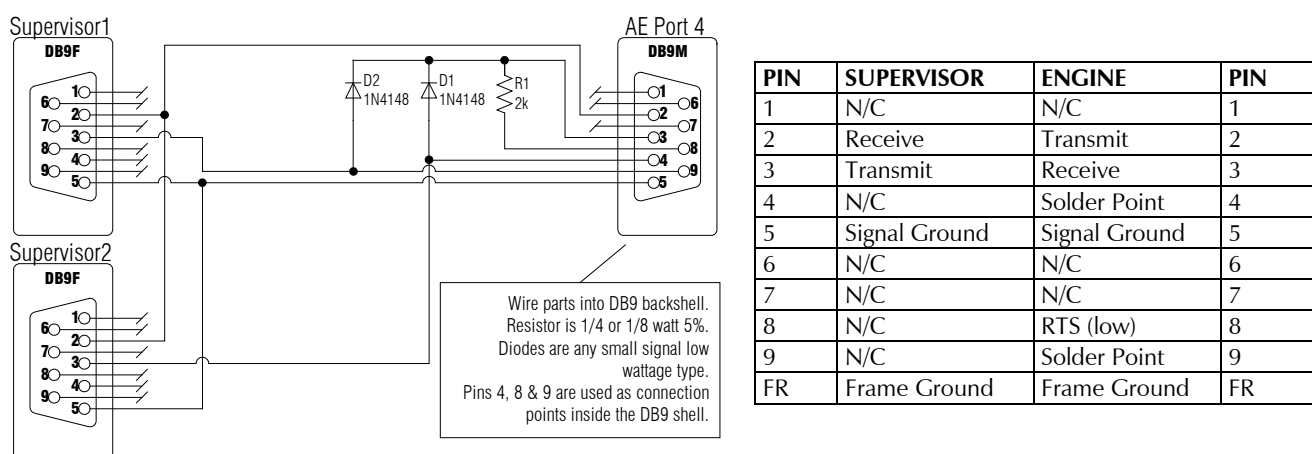 Supervisor1
DB9F
1
6
2
7
3
8
4
9
5
D2
1N4148
D1
1N4148
R1
2k
AE Port 4
DB9M
1
6
2
7
3
8
4
9
5
Supervisor2
DB9F
1
6
2
7
3
8
4
9
5
Wire parts into DB9 backshell.
Resistor is 1/4 or 1/8 watt 5%.
Diodes are any small signal low
wattage type.
Pins 4, 8 & 9 are used as connection
points inside the DB9 shell.
PIN SUPERVISOR ENGINE PIN
1 N/C N/C 1
2 Receive Transmit 2
3 Transmit Receive 3
4 N/C Solder Point 4
5 Signal Ground Signal Ground 5
6 N/C N/C 6
7 N/C N/C 7
8 N/C RTS (low) 8
9 N/C Solder Point 9
FR Frame Ground Frame Ground FR